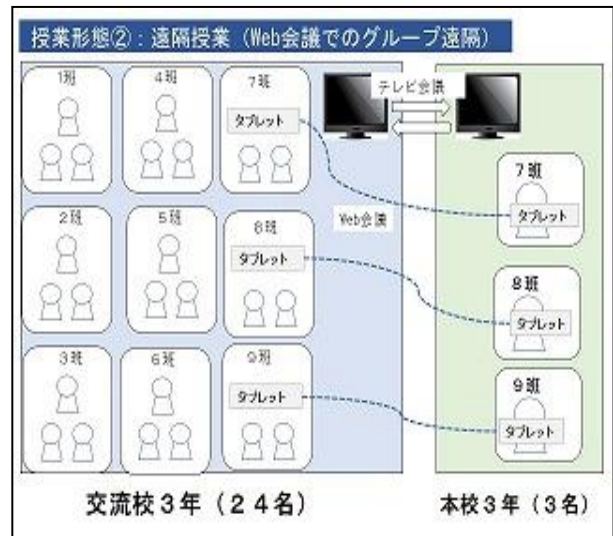 授業形態②：遠隔授業（Web会議でのグループ遠隔）
1班
4班
7班
タブレット
テレビ会議
2班
5班
8班
タブレット
Web会議
3班
6班
9班
タブレット
7班
タブレット
8班
タブレット
9班
タブレット
交流校３年（２４名）
本校３年（３名）